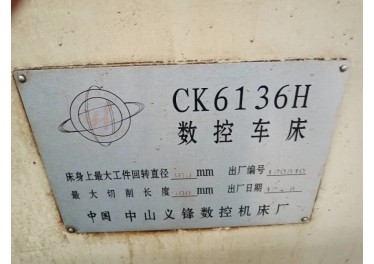 CK6136H
数控车床
床身上最大工件回转直径 mm 出厂编号
最大切削长度 mm 出厂日期
中国 中山义锋数控机床厂